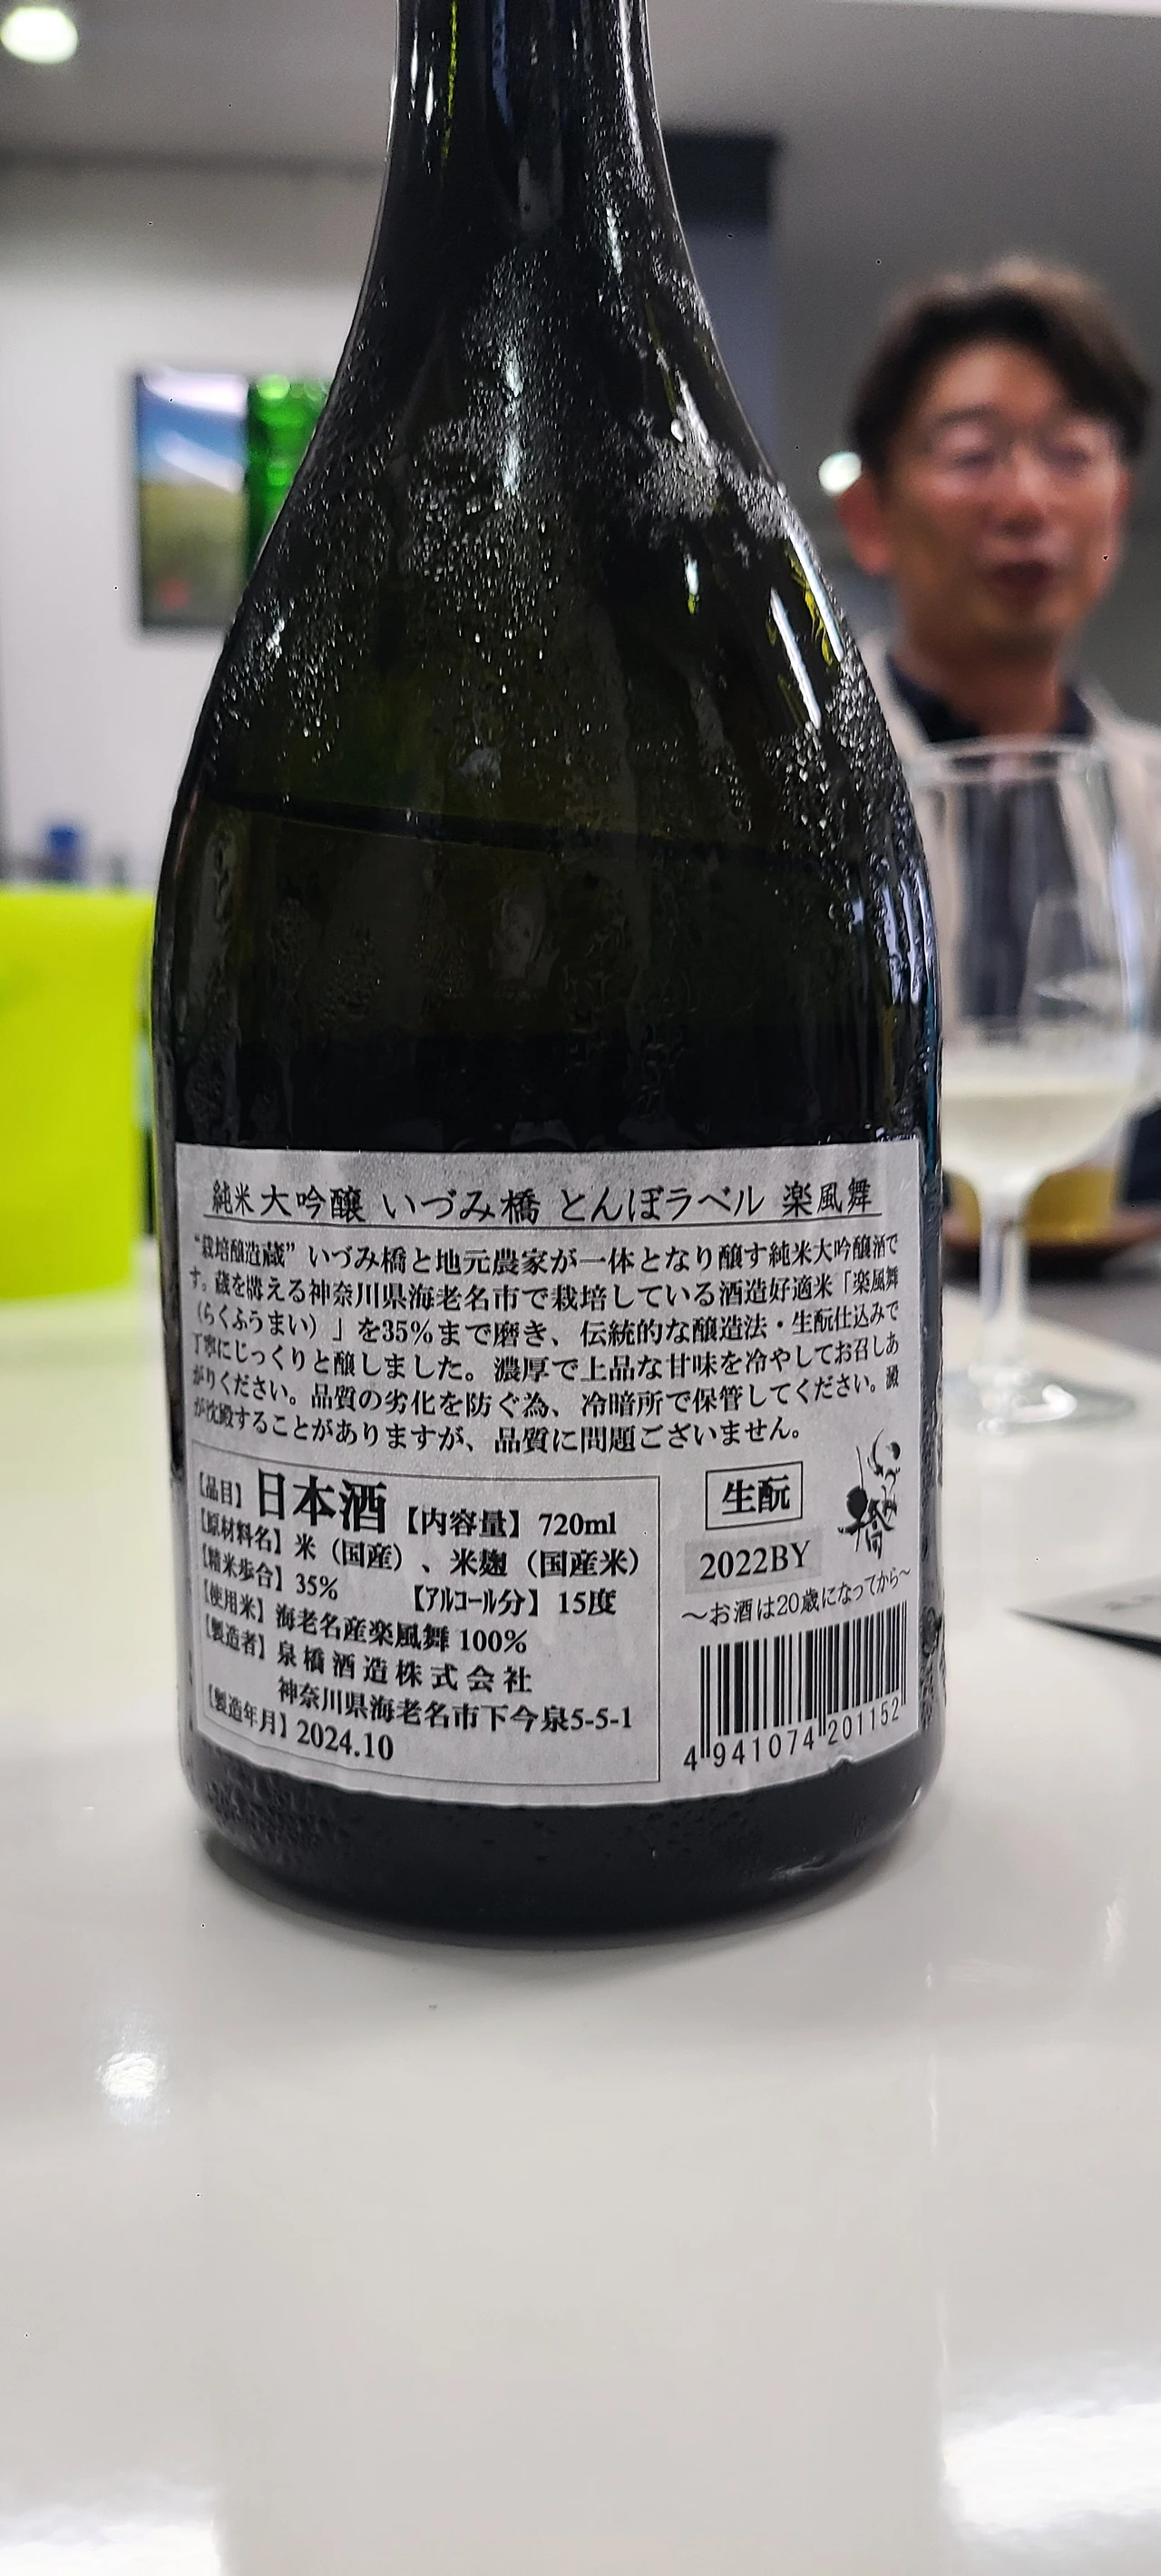 純米大吟醸 いづみ橋 とんぼラベル 楽風舞
“栽培醸造蔵” いづみ橋と地元農家が一体となり醸す純米大吟醸酒で
す。蔵を構える神奈川県海老名市で栽培している酒造好適米「楽風舞
（らくふうまい）」を35％まで磨き、伝統的な醸造法・生酛仕込みで
丁寧にじっくりと醸しました。濃厚で上品な甘味を冷やしてお召しあ
がりください。品質の劣化を防ぐ為、冷暗所で保管してください。澱
が沈殿することがありますが、品質に問題ございません。
【品目】日本酒【内容量】720ml
【原材料名】米（国産）、米麹（国産米）
【精米歩合】35％ 【アルコール分】15度
【使用米】海老名産楽風舞 100％
【製造者】泉橋酒造株式会社
神奈川県海老名市下今泉5-5-1
【製造年月】2024.10
生酛
2022BY
～お酒は20歳になってから～
4 941074 201152